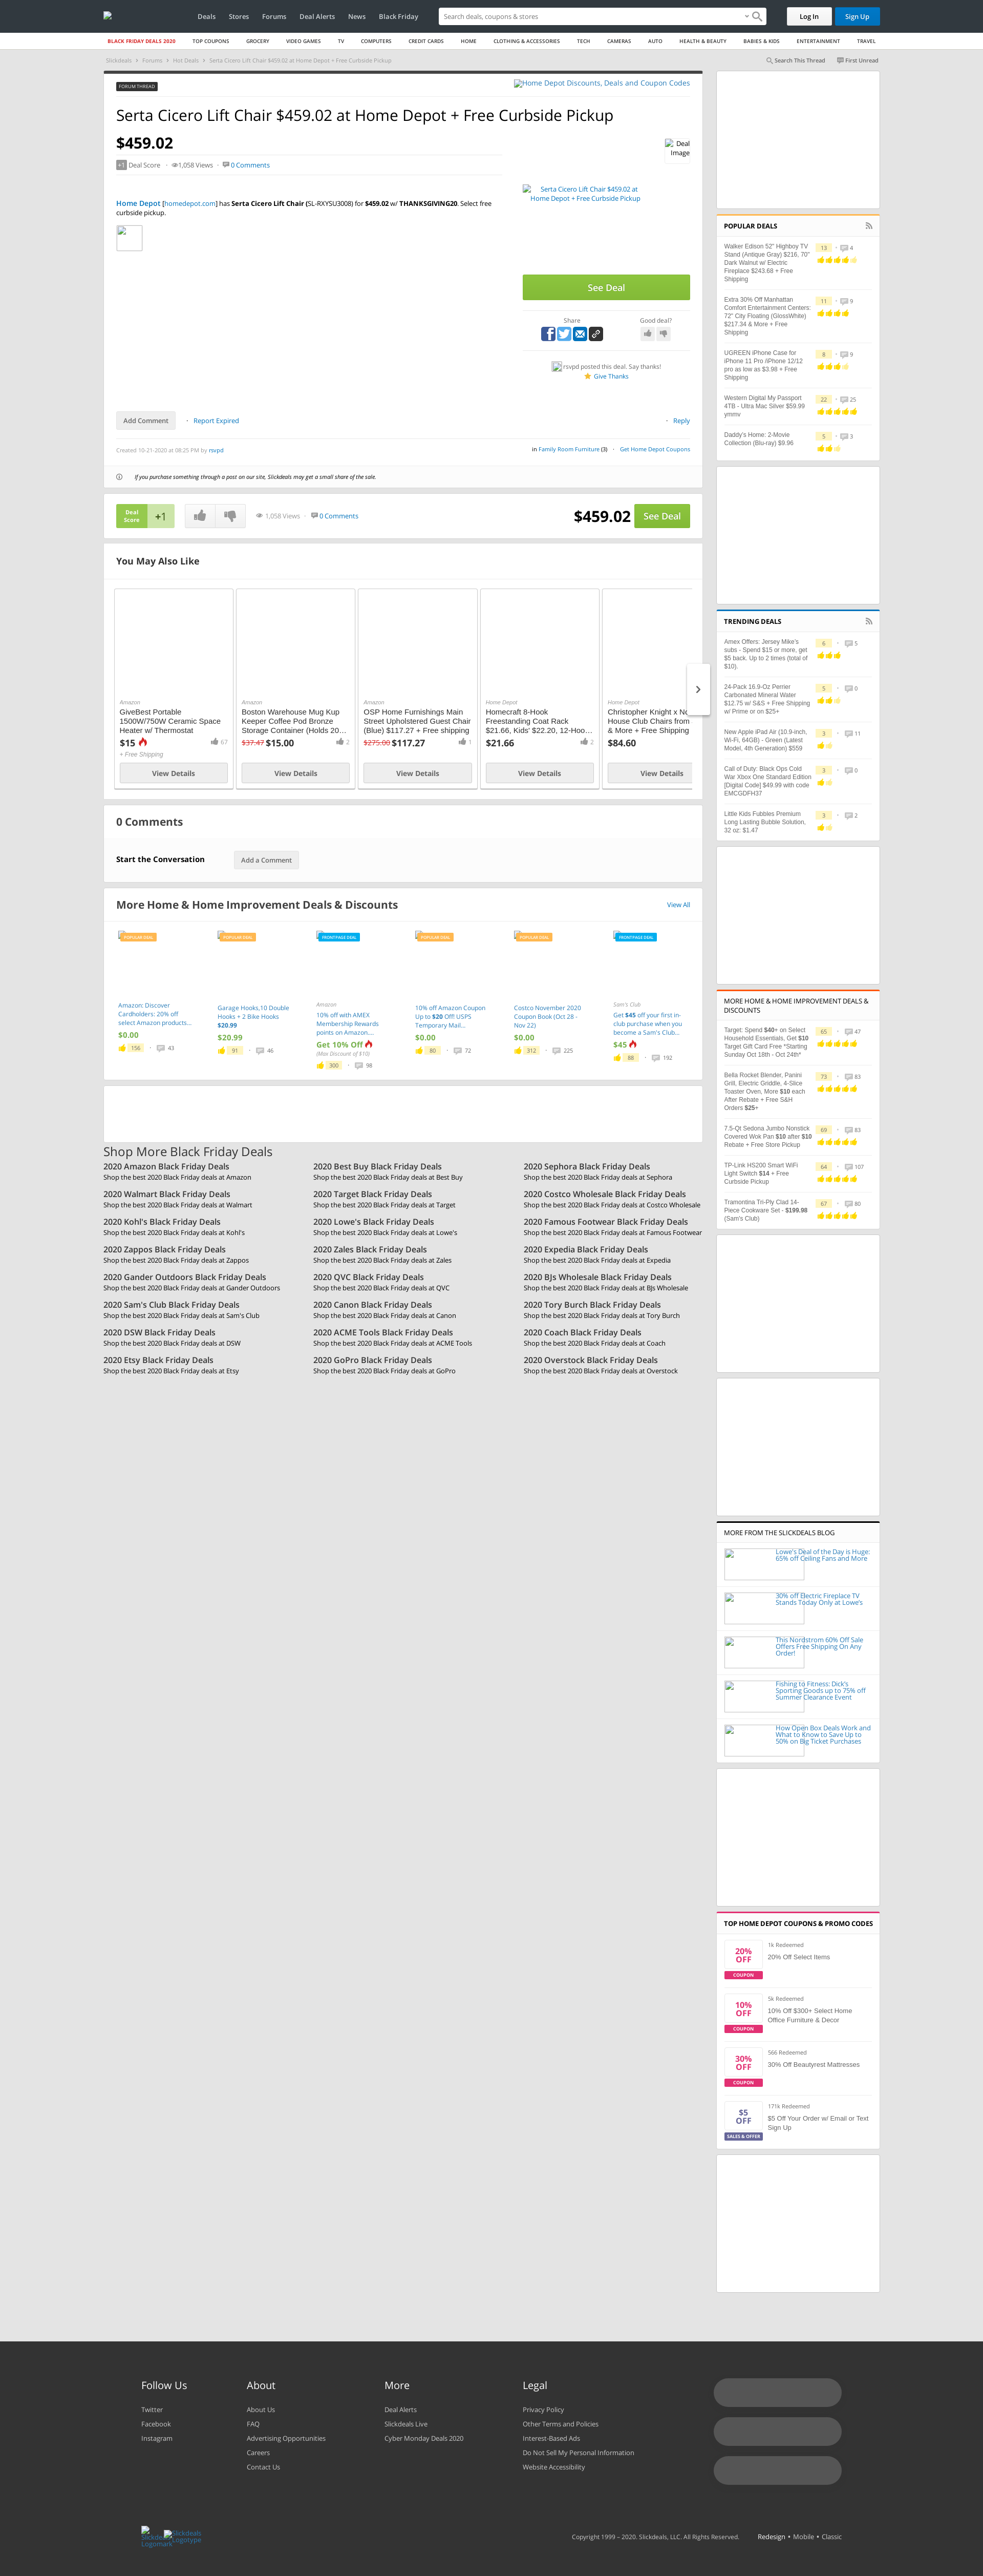 Deals Stores Forums Deal Alerts News Black Friday
Search deals, coupons & stores
Log In
Sign Up
BLACK FRIDAY DEALS 2020 TOP COUPONS GROCERY VIDEO GAMES TV COMPUTERS CREDIT CARDS HOME CLOTHING & ACCESSORIES TECH CAMERAS AUTO HEALTH & BEAUTY BABIES & KIDS ENTERTAINMENT TRAVEL
Slickdeals Forums Hot Deals Serta Cicero Lift Chair $459.02 at Home Depot + Free Curbside Pickup
Search This Thread First Unread
FORUM THREAD
Home Depot Discounts, Deals and Coupon Codes
Serta Cicero Lift Chair $459.02 at Home Depot + Free Curbside Pickup
$459.02
+1 Deal Score 1,058 Views 0 Comments
Deal
Image
Home Depot [homedepot.com] has Serta Cicero Lift Chair (SL-RXYSU3008) for $459.02 w/ THANKSGIVING20. Select free
curbside pickup.
Serta Cicero Lift Chair $459.02 at
Home Depot + Free Curbside Pickup
See Deal
Share
Good deal?
rsvpd posted this deal. Say thanks!
Give Thanks
Add Comment
Report Expired
Reply
Created 10-21-2020 at 08:25 PM by rsvpd
in Family Room Furniture (3) Get Home Depot Coupons
If you purchase something through a post on our site, Slickdeals may get a small share of the sale.
Deal
Score
+1
1,058 Views 0 Comments
$459.02
See Deal
You May Also Like
Amazon
GiveBest Portable
1500W/750W Ceramic Space
Heater w/ Thermostat
$15
67
+ Free Shipping
View Details
Amazon
Boston Warehouse Mug Kup
Keeper Coffee Pod Bronze
Storage Container (Holds 20…
$37.47 $15.00
2
View Details
Amazon
OSP Home Furnishings Main
Street Upholstered Guest Chair
(Blue) $117.27 + Free shipping
$275.00 $117.27
1
View Details
Home Depot
Homecraft 8-Hook
Freestanding Coat Rack
$21.66, Kids' $22.20, 12-Hoo…
$21.66
2
View Details
Home Depot
Christopher Knight x No
House Club Chairs from
& More + Free Shipping
$84.60
View Details
0 Comments
Start the Conversation
Add a Comment
More Home & Home Improvement Deals & Discounts
View All
POPULAR DEAL
Amazon: Discover
Cardholders: 20% off
select Amazon products...
$0.00
156 43
POPULAR DEAL
Garage Hooks,10 Double
Hooks + 2 Bike Hooks
$20.99
$20.99
91 46
FRONTPAGE DEAL
Amazon
10% off with AMEX
Membership Rewards
points on Amazon....
Get 10% Off
(Max Discount of $10)
300 98
POPULAR DEAL
10% off Amazon Coupon
Up to $20 Off! USPS
Temporary Mail...
$0.00
80 72
POPULAR DEAL
Costco November 2020
Coupon Book (Oct 28 -
Nov 22)
$0.00
312 225
FRONTPAGE DEAL
Sam's Club
Get $45 off your first in-
club purchase when you
become a Sam's Club...
$45
88 192
Shop More Black Friday Deals
2020 Amazon Black Friday Deals
Shop the best 2020 Black Friday deals at Amazon
2020 Best Buy Black Friday Deals
Shop the best 2020 Black Friday deals at Best Buy
2020 Sephora Black Friday Deals
Shop the best 2020 Black Friday deals at Sephora
2020 Walmart Black Friday Deals
Shop the best 2020 Black Friday deals at Walmart
2020 Target Black Friday Deals
Shop the best 2020 Black Friday deals at Target
2020 Costco Wholesale Black Friday Deals
Shop the best 2020 Black Friday deals at Costco Wholesale
2020 Kohl's Black Friday Deals
Shop the best 2020 Black Friday deals at Kohl's
2020 Lowe's Black Friday Deals
Shop the best 2020 Black Friday deals at Lowe's
2020 Famous Footwear Black Friday Deals
Shop the best 2020 Black Friday deals at Famous Footwear
2020 Zappos Black Friday Deals
Shop the best 2020 Black Friday deals at Zappos
2020 Zales Black Friday Deals
Shop the best 2020 Black Friday deals at Zales
2020 Expedia Black Friday Deals
Shop the best 2020 Black Friday deals at Expedia
2020 Gander Outdoors Black Friday Deals
Shop the best 2020 Black Friday deals at Gander Outdoors
2020 QVC Black Friday Deals
Shop the best 2020 Black Friday deals at QVC
2020 BJs Wholesale Black Friday Deals
Shop the best 2020 Black Friday deals at BJs Wholesale
2020 Sam's Club Black Friday Deals
Shop the best 2020 Black Friday deals at Sam's Club
2020 Canon Black Friday Deals
Shop the best 2020 Black Friday deals at Canon
2020 Tory Burch Black Friday Deals
Shop the best 2020 Black Friday deals at Tory Burch
2020 DSW Black Friday Deals
Shop the best 2020 Black Friday deals at DSW
2020 ACME Tools Black Friday Deals
Shop the best 2020 Black Friday deals at ACME Tools
2020 Coach Black Friday Deals
Shop the best 2020 Black Friday deals at Coach
2020 Etsy Black Friday Deals
Shop the best 2020 Black Friday deals at Etsy
2020 GoPro Black Friday Deals
Shop the best 2020 Black Friday deals at GoPro
2020 Overstock Black Friday Deals
Shop the best 2020 Black Friday deals at Overstock
POPULAR DEALS
Walker Edison 52" Highboy TV
Stand (Antique Gray) $216, 70"
Dark Walnut w/ Electric
Fireplace $243.68 + Free
Shipping
13 4
Extra 30% Off Manhattan
Comfort Entertainment Centers:
72" City Floating (GlossWhite)
$217.34 & More + Free
Shipping
11 9
UGREEN iPhone Case for
iPhone 11 Pro /iPhone 12/12
pro as low as $3.98 + Free
Shipping
8 9
Western Digital My Passport
4TB - Ultra Mac Silver $59.99
ymmv
22 25
Daddy's Home: 2-Movie
Collection (Blu-ray) $9.96
5 3
TRENDING DEALS
Amex Offers: Jersey Mike's
subs - Spend $15 or more, get
$5 back. Up to 2 times (total of
$10).
6 5
24-Pack 16.9-Oz Perrier
Carbonated Mineral Water
$12.75 w/ S&S + Free Shipping
w/ Prime or on $25+
5 0
New Apple iPad Air (10.9-inch,
Wi-Fi, 64GB) - Green (Latest
Model, 4th Generation) $559
3 11
Call of Duty: Black Ops Cold
War Xbox One Standard Edition
[Digital Code] $49.99 with code
EMCGDFH37
3 0
Little Kids Fubbles Premium
Long Lasting Bubble Solution,
32 oz: $1.47
3 2
MORE HOME & HOME IMPROVEMENT DEALS &
DISCOUNTS
Target: Spend $40+ on Select
Household Essentials, Get $10
Target Gift Card Free *Starting
Sunday Oct 18th - Oct 24th*
65 47
Bella Rocket Blender, Panini
Grill, Electric Griddle, 4-Slice
Toaster Oven, More $10 each
After Rebate + Free S&H
Orders $25+
73 83
7.5-Qt Sedona Jumbo Nonstick
Covered Wok Pan $10 after $10
Rebate + Free Store Pickup
69 83
TP-Link HS200 Smart WiFi
Light Switch $14 + Free
Curbside Pickup
64 107
Tramontina Tri-Ply Clad 14-
Piece Cookware Set - $199.98
(Sam's Club)
67 80
MORE FROM THE SLICKDEALS BLOG
Lowe's Deal of the Day is Huge:
65% off Ceiling Fans and More
30% off Electric Fireplace TV
Stands Today Only at Lowe's
This Nordstrom 60% Off Sale
Offers Free Shipping On Any
Order!
Fishing to Fitness: Dick's
Sporting Goods up to 75% off
Summer Clearance Event
How Open Box Deals Work and
What to Know to Save Up to
50% on Big Ticket Purchases
TOP HOME DEPOT COUPONS & PROMO CODES
20%
OFF
COUPON
1k Redeemed
20% Off Select Items
10%
OFF
COUPON
5k Redeemed
10% Off $300+ Select Home
Office Furniture & Decor
30%
OFF
COUPON
566 Redeemed
30% Off Beautyrest Mattresses
$5
OFF
SALES & OFFER
171k Redeemed
$5 Off Your Order w/ Email or Text
Sign Up
Follow Us
Twitter
Facebook
Instagram
About
About Us
FAQ
Advertising Opportunities
Careers
Contact Us
More
Deal Alerts
Slickdeals Live
Cyber Monday Deals 2020
Legal
Privacy Policy
Other Terms and Policies
Interest-Based Ads
Do Not Sell My Personal Information
Website Accessibility
Slickdeals
Logomark
Slickdeals
Logotype
Copyright 1999 – 2020. Slickdeals, LLC. All Rights Reserved.
Redesign • Mobile • Classic